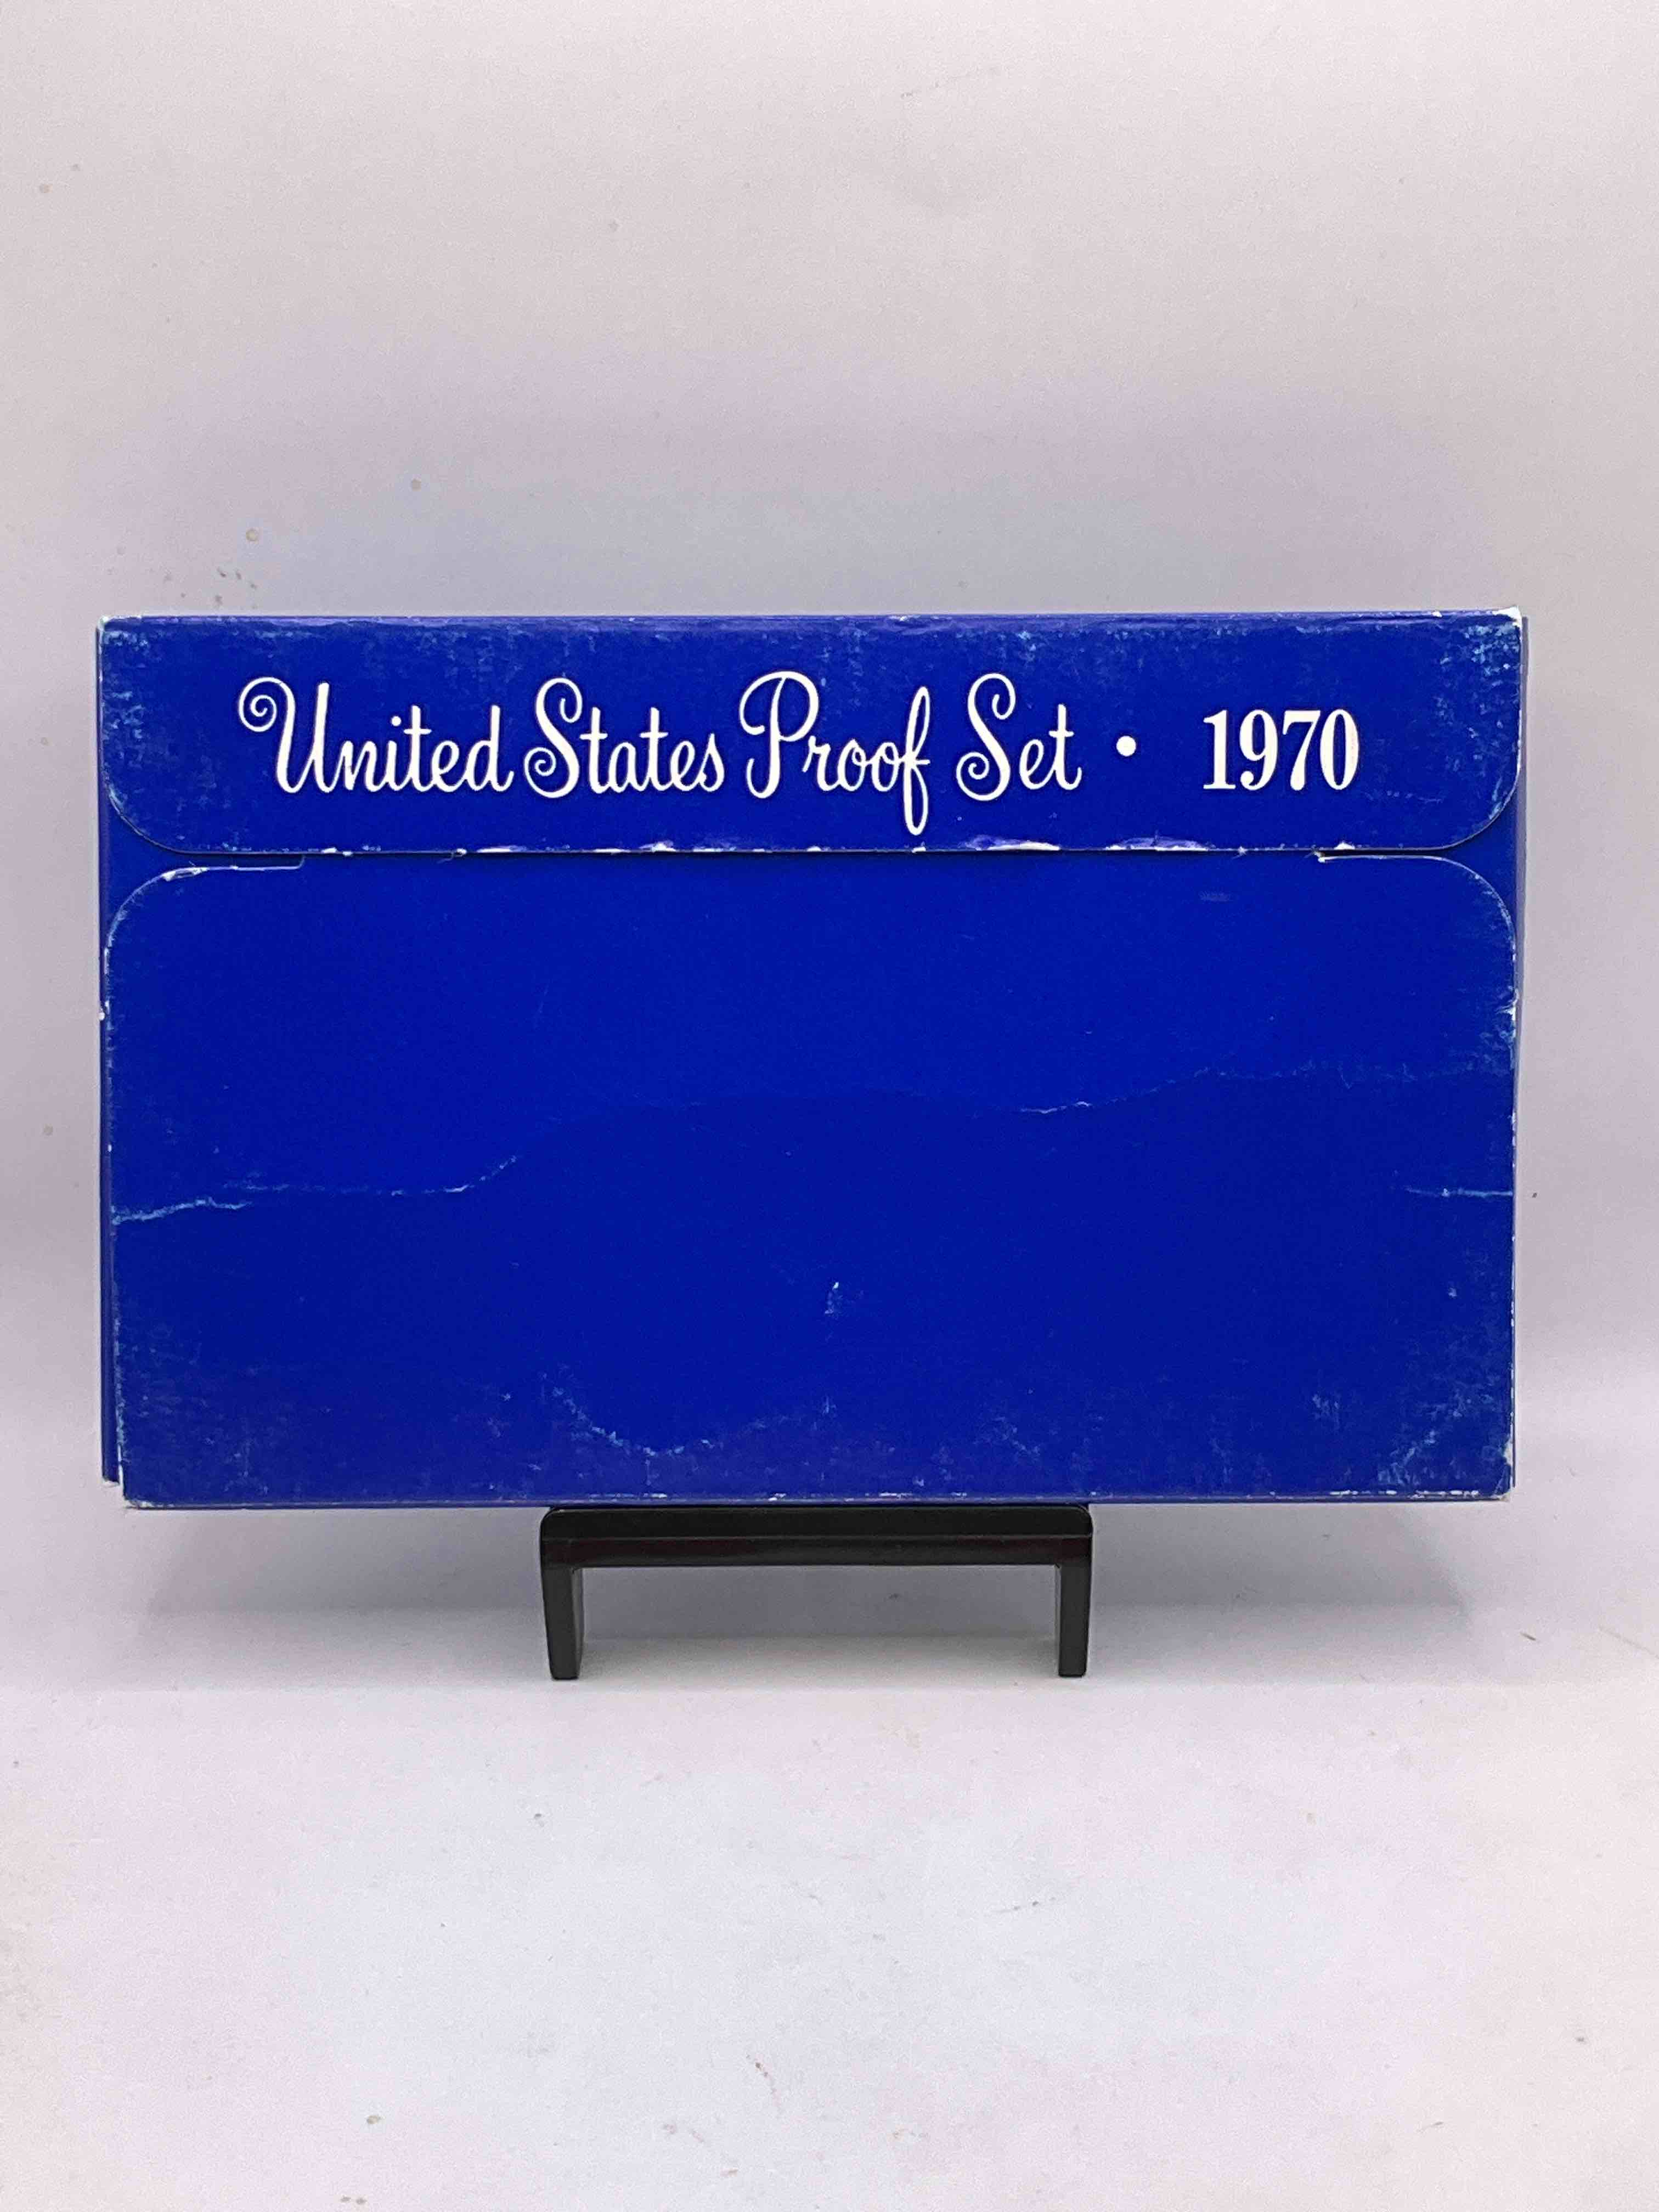 United States Proof Set • 1970